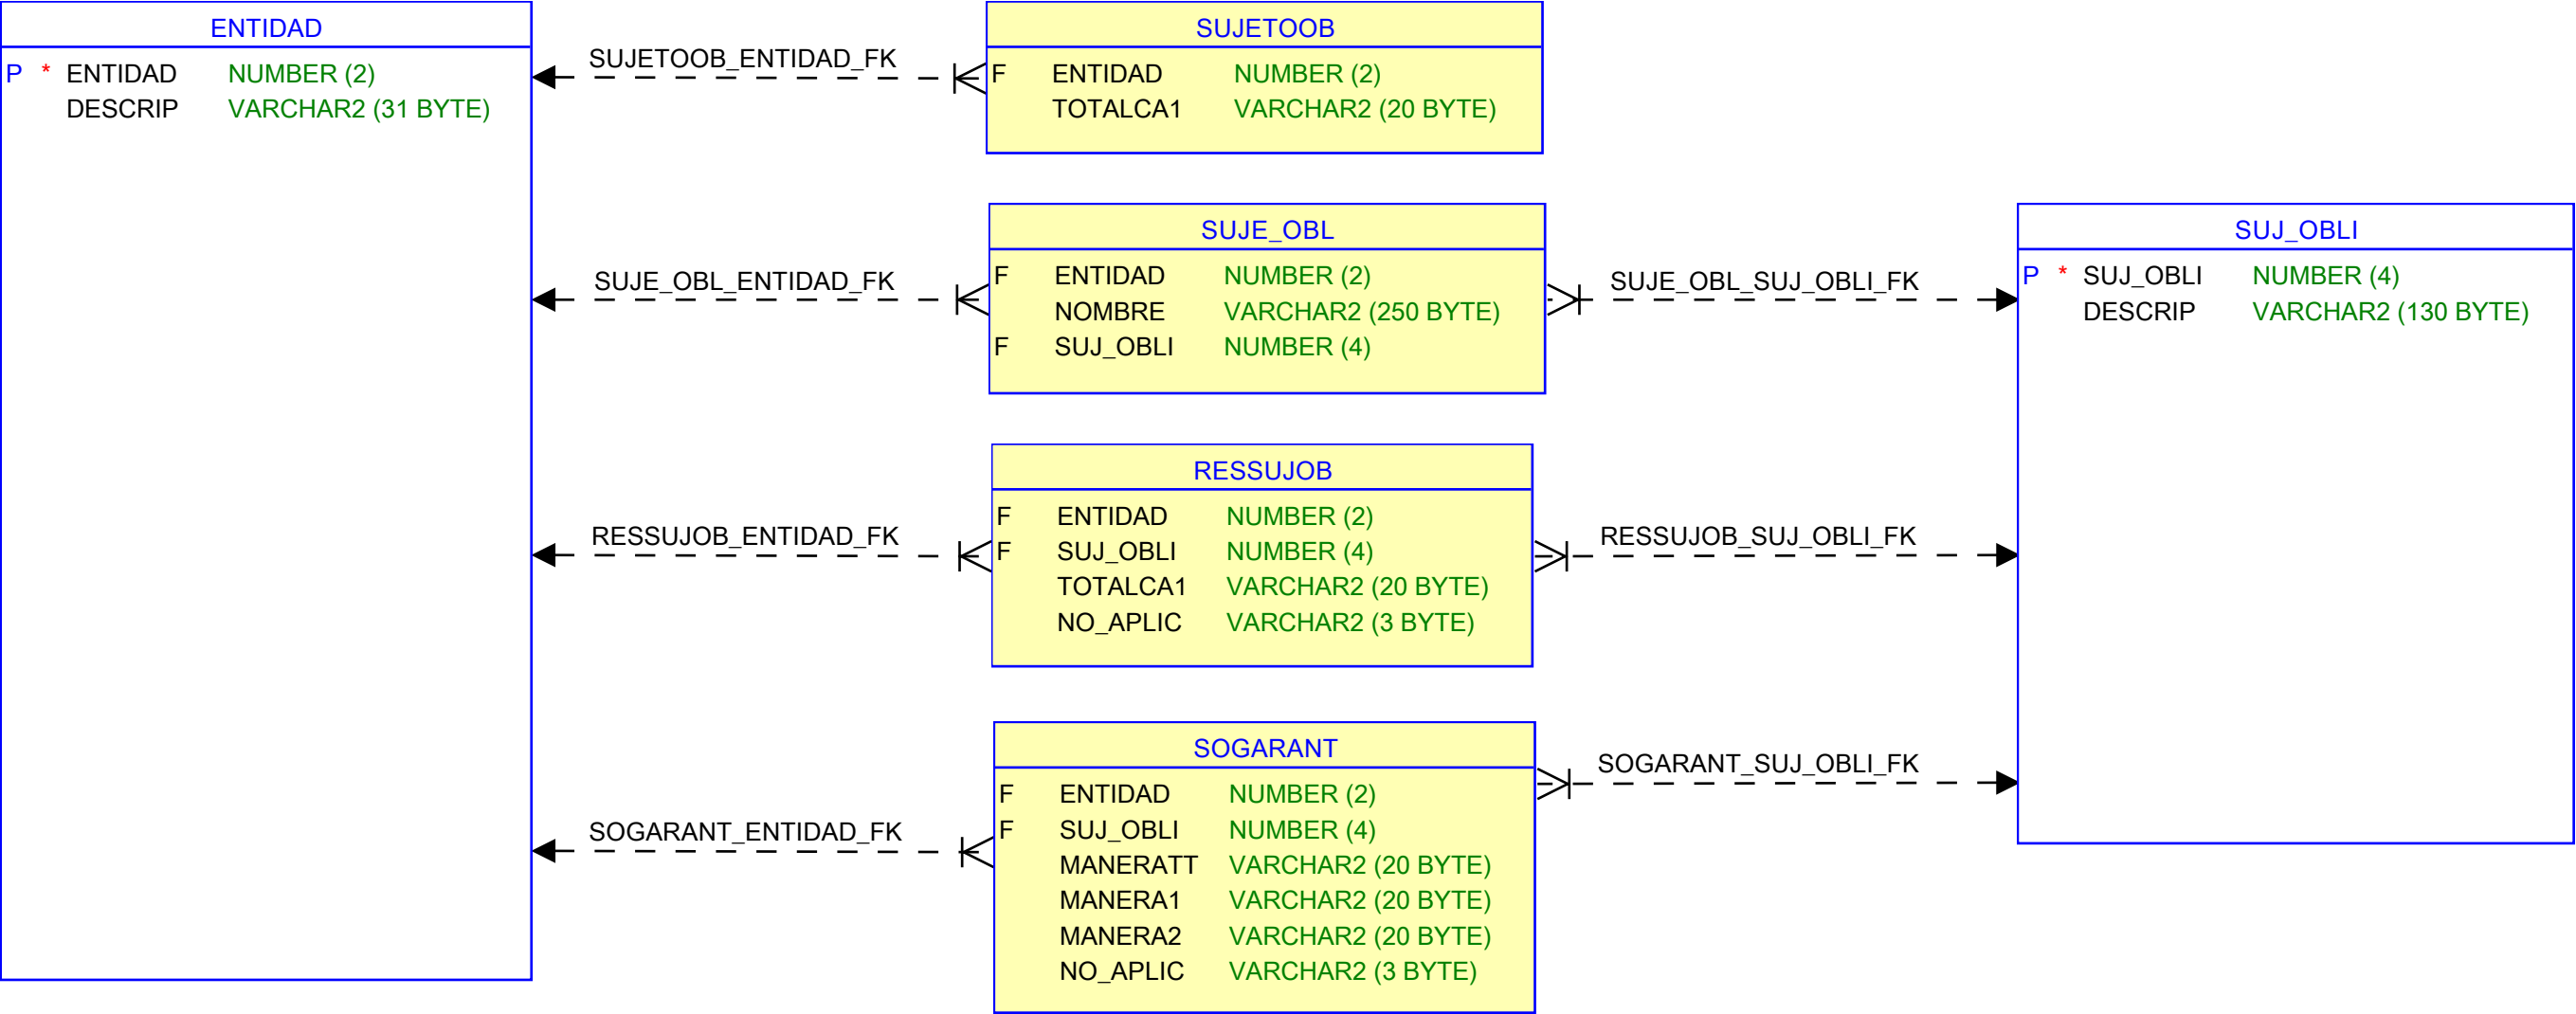 ENTIDAD
P * ENTIDAD NUMBER (2)
DESCRIP VARCHAR2 (31 BYTE)
SUJETOOB_ENTIDAD_FK
SUJETOOB
F ENTIDAD NUMBER (2)
TOTALCA1 VARCHAR2 (20 BYTE)
SUJE_OBL_ENTIDAD_FK
SUJE_OBL
F ENTIDAD NUMBER (2)
NOMBRE VARCHAR2 (250 BYTE)
F SUJ_OBLI NUMBER (4)
SUJE_OBL_SUJ_OBLI_FK
SUJ_OBLI
P * SUJ_OBLI NUMBER (4)
DESCRIP VARCHAR2 (130 BYTE)
RESSUJOB_ENTIDAD_FK
RESSUJOB
F ENTIDAD NUMBER (2)
F SUJ_OBLI NUMBER (4)
TOTALCA1 VARCHAR2 (20 BYTE)
NO_APLIC VARCHAR2 (3 BYTE)
RESSUJOB_SUJ_OBLI_FK
SOGARANT_ENTIDAD_FK
SOGARANT
F ENTIDAD NUMBER (2)
F SUJ_OBLI NUMBER (4)
MANERATT VARCHAR2 (20 BYTE)
MANERA1 VARCHAR2 (20 BYTE)
MANERA2 VARCHAR2 (20 BYTE)
NO_APLIC VARCHAR2 (3 BYTE)
SOGARANT_SUJ_OBLI_FK